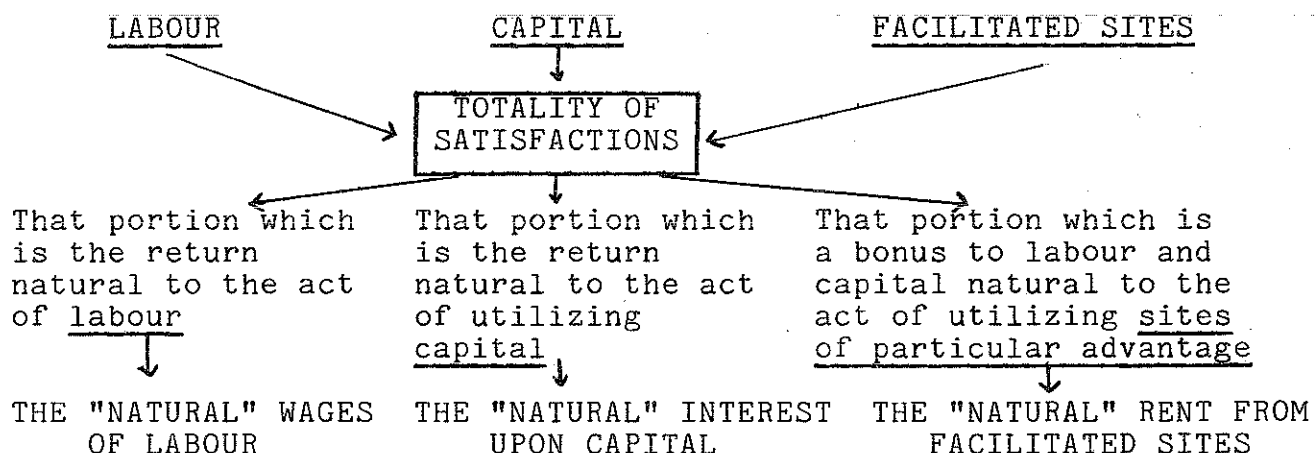 LABOUR
CAPITAL
FACILITATED SITES
TOTALITY OF
SATISFACTIONS
That portion which
is the return
natural to the act
of labour
That portion which
is the return
natural to the act
of utilizing
capital
That portion which is
a bonus to labour and
capital natural to the
act of utilizing sites
of particular advantage
THE "NATURAL" WAGES
OF LABOUR
THE "NATURAL" INTEREST
UPON CAPITAL
THE "NATURAL" RENT FROM
FACILITATED SITES